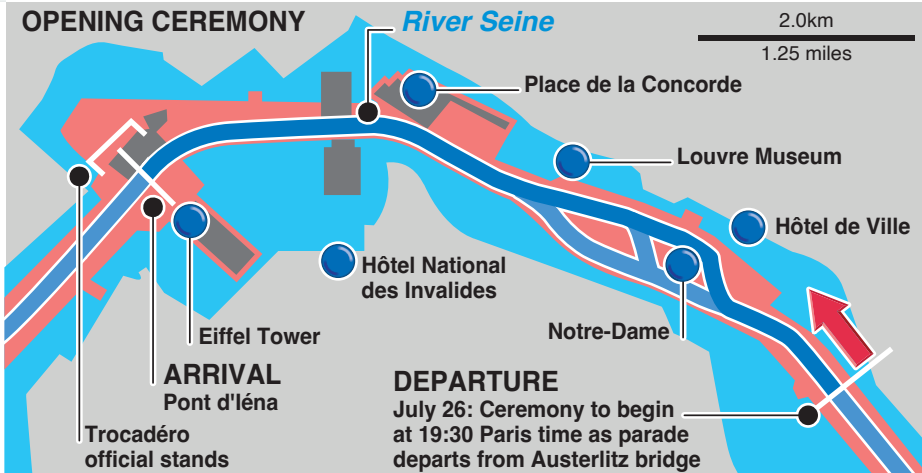 OPENING CEREMONY
River Seine
2.0km
1.25 miles
Place de la Concorde
Louvre Museum
Hôtel de Ville
Hôtel National
des Invalides
Notre-Dame
Eiffel Tower
ARRIVAL
Pont d'Iéna
Trocadéro
official stands
DEPARTURE
July 26: Ceremony to begin
at 19:30 Paris time as parade
departs from Austerlitz bridge